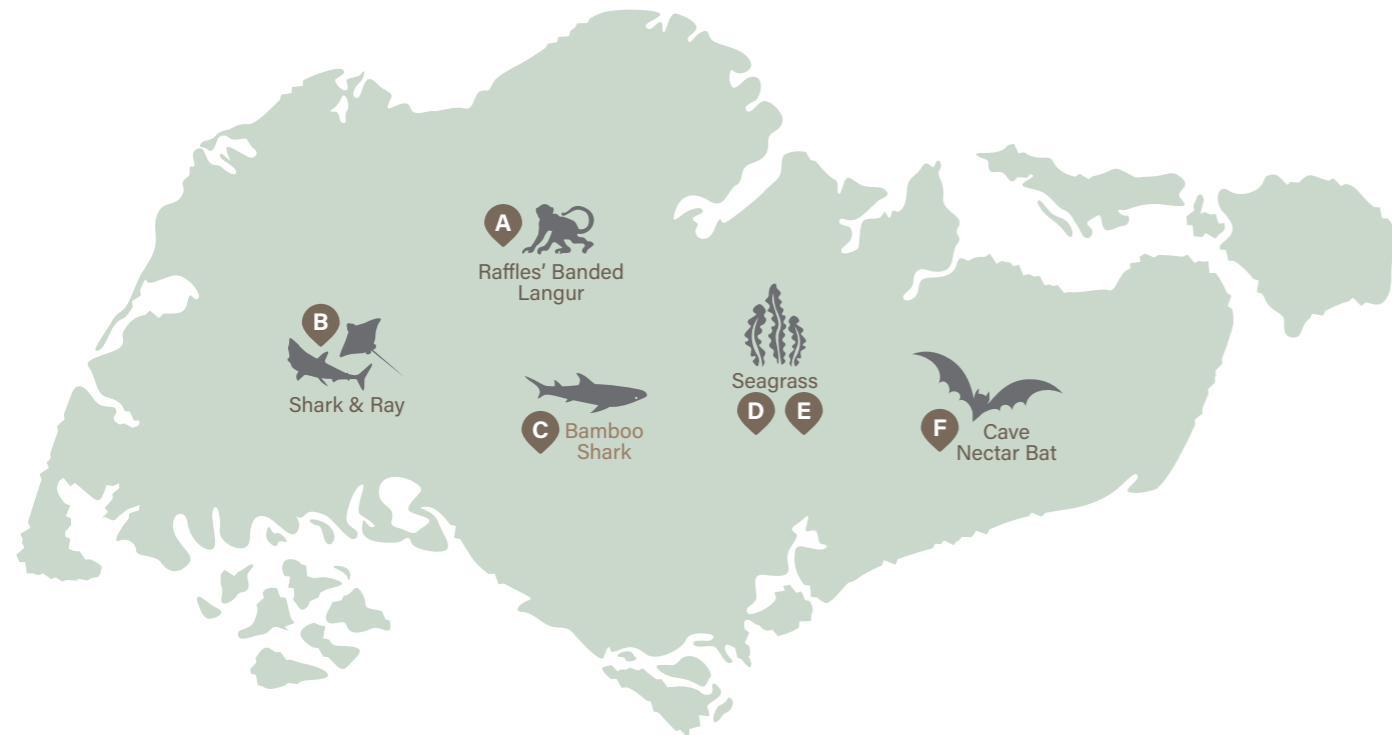 A
Raffles’ Banded
Langur
B
Shark & Ray
C
Bamboo
Shark
Seagrass
D E
F
Cave
Nectar Bat